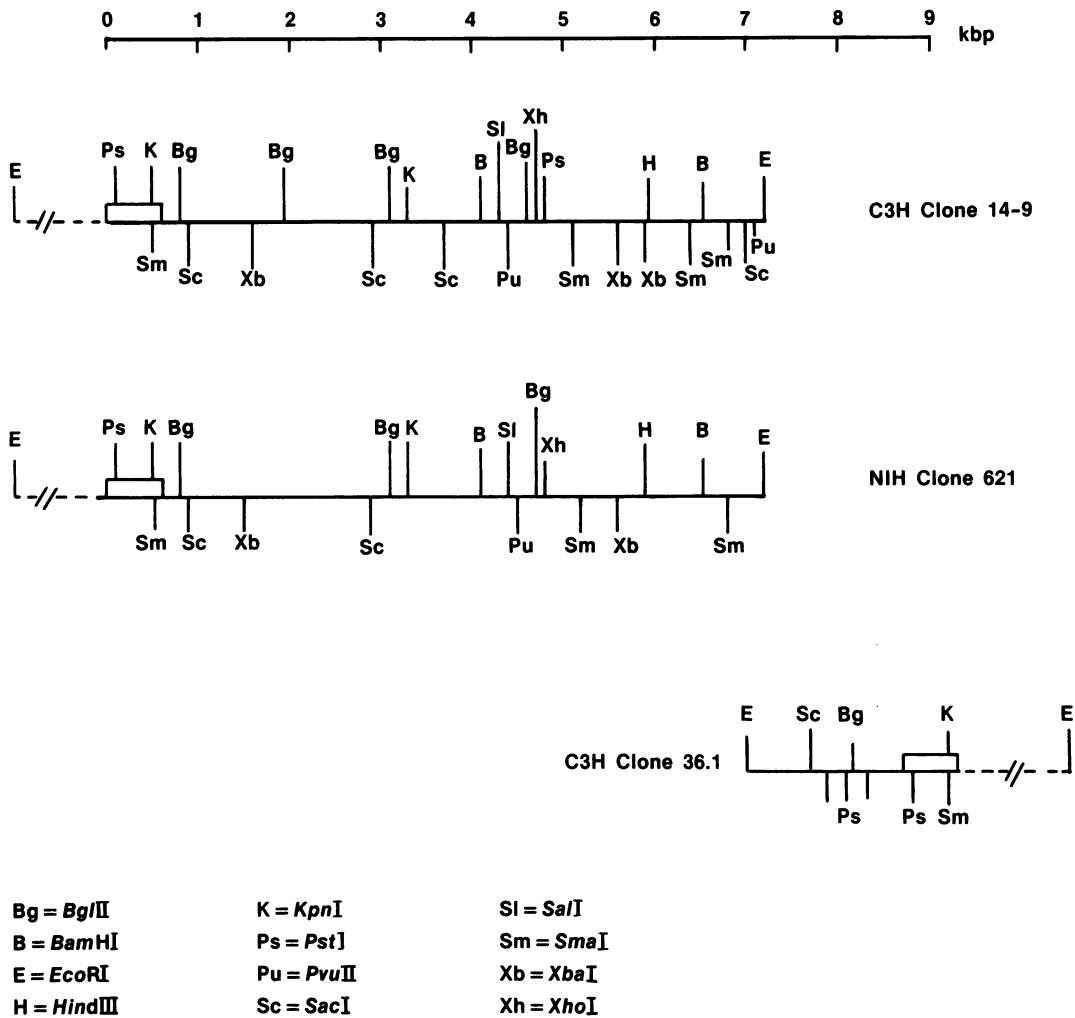 0 1 2 3 4 5 6 7 8 9 kbp
E Ps K Bg Bg Bg K B Sl Bg Xh Ps H B E
C3H Clone 14-9
Sm Sc Xb Sc Sc Pu Sm Xb Xb Sm Sm Sc Pu
E Ps K Bg Bg K B Sl Bg Xh H B E
NIH Clone 621
Sm Sc Xb Sc Pu Sm Xb Sm
E Sc Bg K E
C3H Clone 36.1
Ps Ps Sm
Bg = BglII K = KpnI Sl = SalI
B = BamHI Ps = PstI Sm = SmaI
E = EcoRI Pu = PvuII Xb = XbaI
H = HindIII Sc = SacI Xh = XhoI